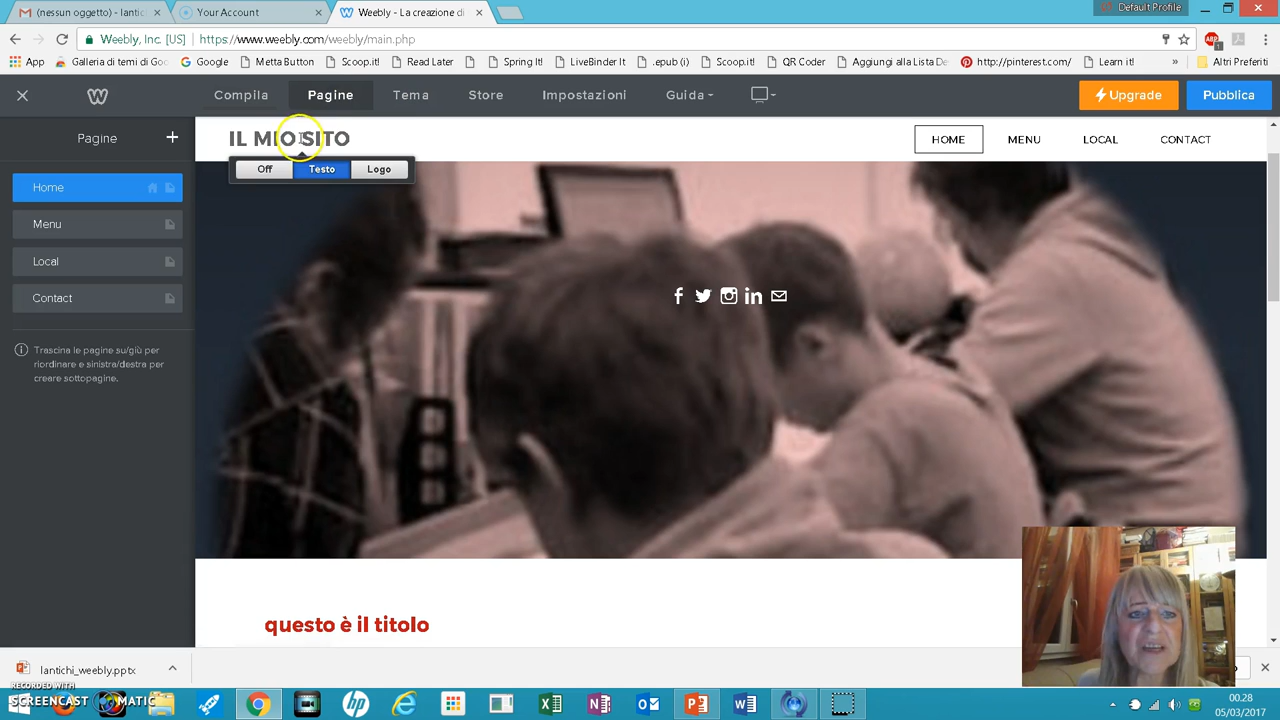 (nessun oggetto) - lantic
Your Account
Weebly - La creazione di
Default Profile
Weebly, Inc. [US]
https://www.weebly.com/weebly/main.php
App
Galleria di temi di Goo
Google
Metta Button
Scoop.it!
Read Later
Spring It!
LiveBinder It
.epub (i)
Scoop.it!
QR Coder
Aggiungi alla Lista De
http://pinterest.com/
Learn it!
»
Altri Preferiti
Compila
Pagine
Tema
Store
Impostazioni
Guida
Upgrade
Pubblica
Pagine
+
IL MIO SITO
HOME
MENU
LOCAL
CONTACT
Off
Testo
Logo
Home
Menu
Local
Contact
Trascina le pagine su/giù per
riordinare e sinistra/destra per
creare sottopagine.
questo è il titolo
lantichi_weebly.pptx
RECORDED WITH
SCREENCAST MATIC
00.28
05/03/2017